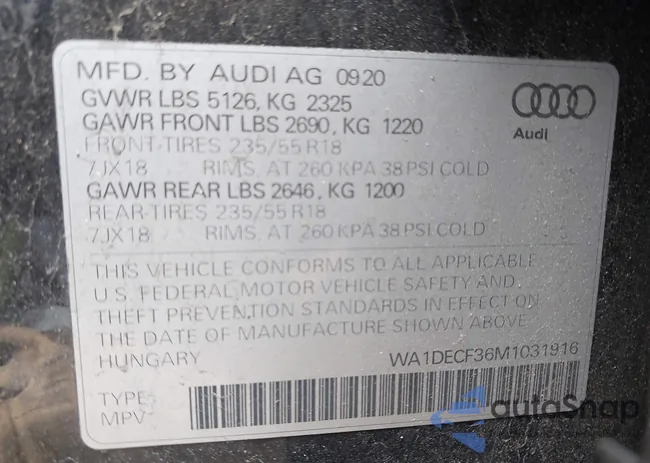 MFD. BY AUDI AG 0920
GVWR LBS 5126, KG 2325
GAWR FRONT LBS 2690, KG 1220
FRONT-TIRES 235/55 R18
7JX18 RIMS, AT 260 KPA 38 PSI COLD
GAWR REAR LBS 2646, KG 1200
REAR-TIRES 235/55 R18
7JX18 RIMS, AT 260 KPA 38 PSI COLD
Audi
THIS VEHICLE CONFORMS TO ALL APPLICABLE
U.S. FEDERAL MOTOR VEHICLE SAFETY AND
THEFT PREVENTION STANDARDS IN EFFECT ON
THE DATE OF MANUFACTURE SHOWN ABOVE.
HUNGARY WA1DECF36M1031916
TYPE:
MPV
autoSnap